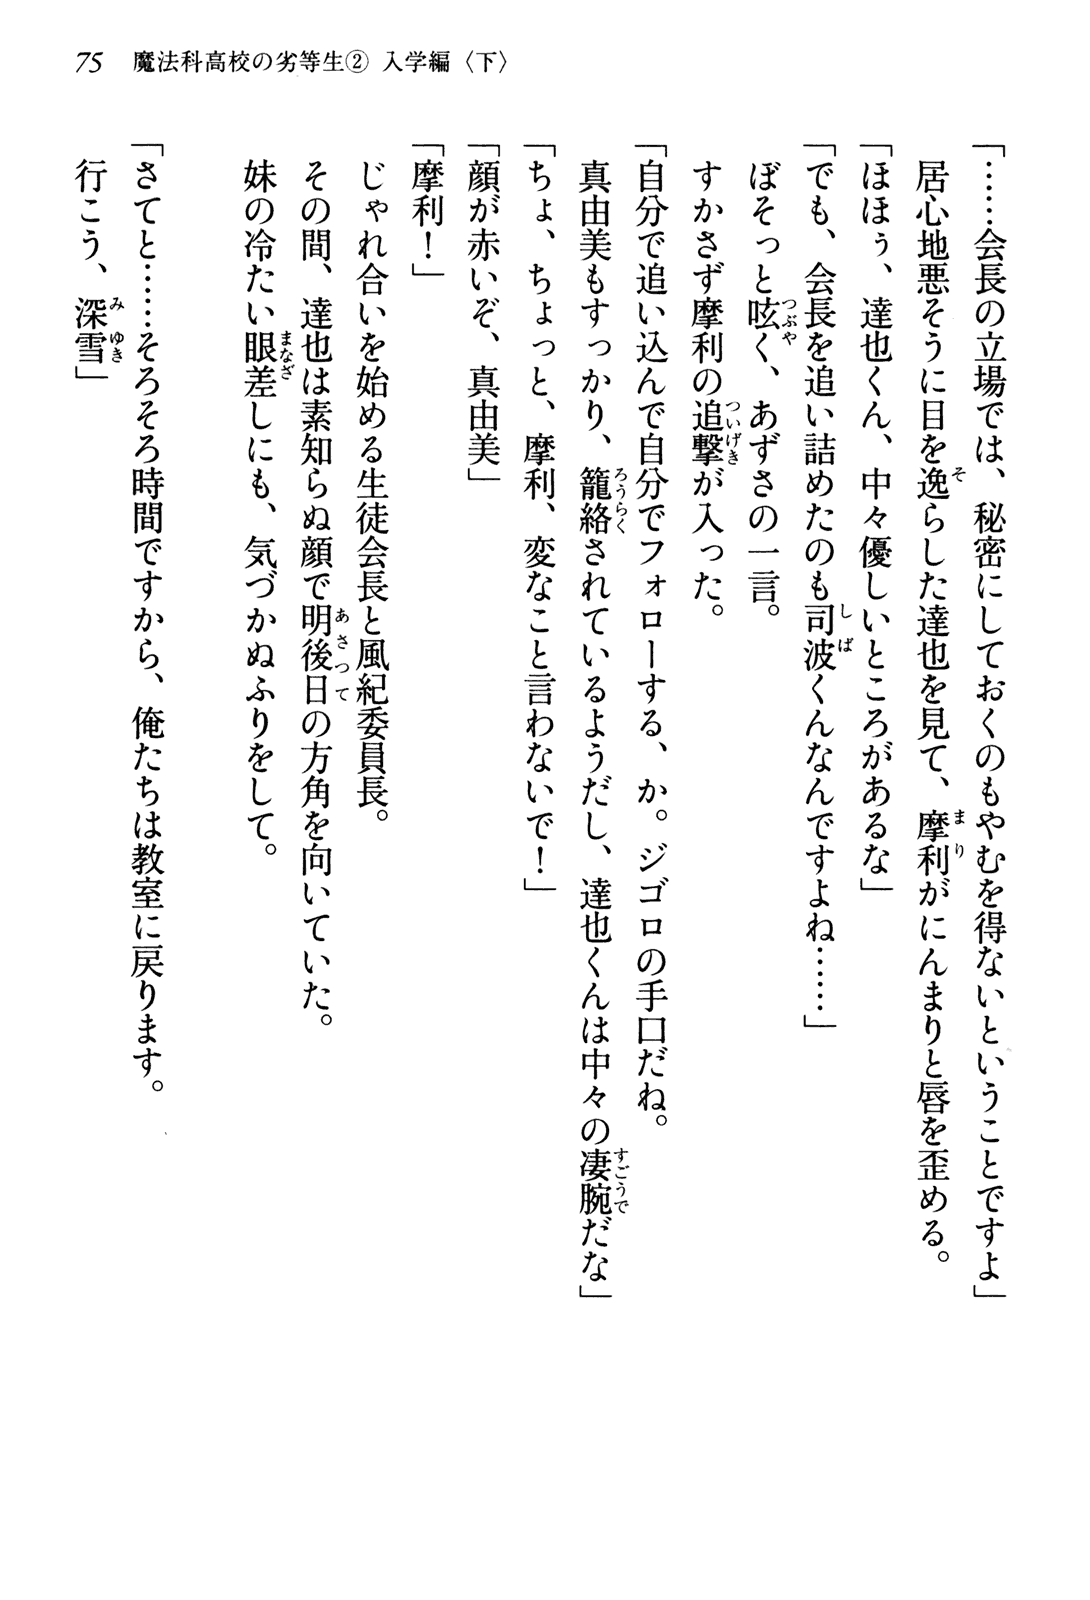 75　魔法科高校の劣等生② 入学編〈下〉
「……会長の立場では、秘密にしておくのもやむを得ないということですよ」
居心地悪そうに目を逸らした達也を見て、摩利がにんまりと唇を歪める。
「ほほぅ、達也くん、中々優しいところがあるな」
「でも、会長を追い詰めたのも司波くんなんですよね……」
ぼそっと呟く、あずさの一言。
すかさず摩利の追撃が入った。
「自分で追い込んで自分でフォローする、か。ジゴロの手口だね。
真由美もすっかり、籠絡されているようだし、達也くんは中々の凄腕だな」
「ちょ、ちょっと、摩利、変なこと言わないで！」
「顔が赤いぞ、真由美」
「摩利！」
じゃれ合いを始める生徒会長と風紀委員長。
その間、達也は素知らぬ顔で明後日の方角を向いていた。
妹の冷たい眼差しにも、気づかぬふりをして。
「さてと……そろそろ時間ですから、俺たちは教室に戻ります。
行こう、深雪」